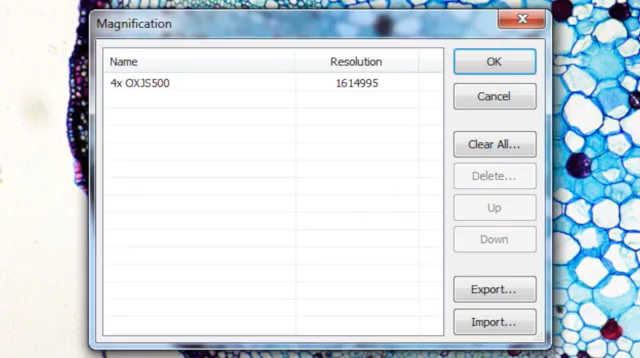 Magnification
Name Resolution
4x OXJS500 1614995
OK
Cancel
Clear All...
Delete...
Up
Down
Export...
Import...